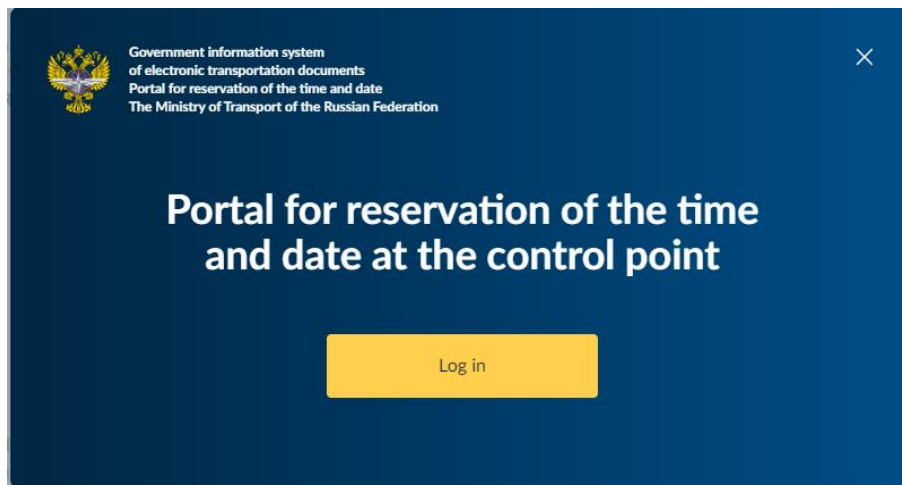 Government information system
of electronic transportation documents
Portal for reservation of the time and date
The Ministry of Transport of the Russian Federation
Portal for reservation of the time
and date at the control point
Log in